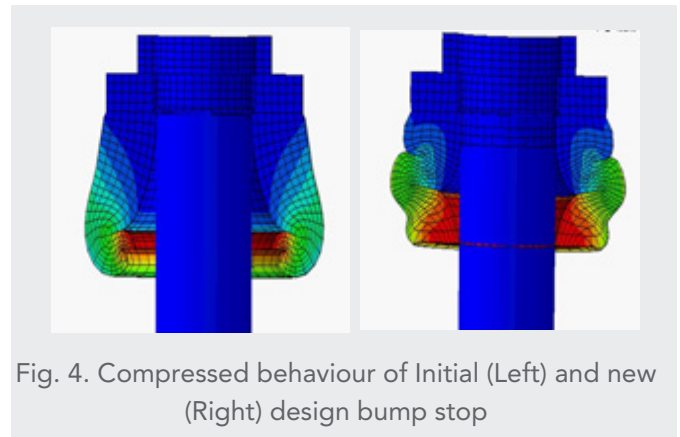 Fig. 4. Compressed behaviour of Initial (Left) and new
(Right) design bump stop